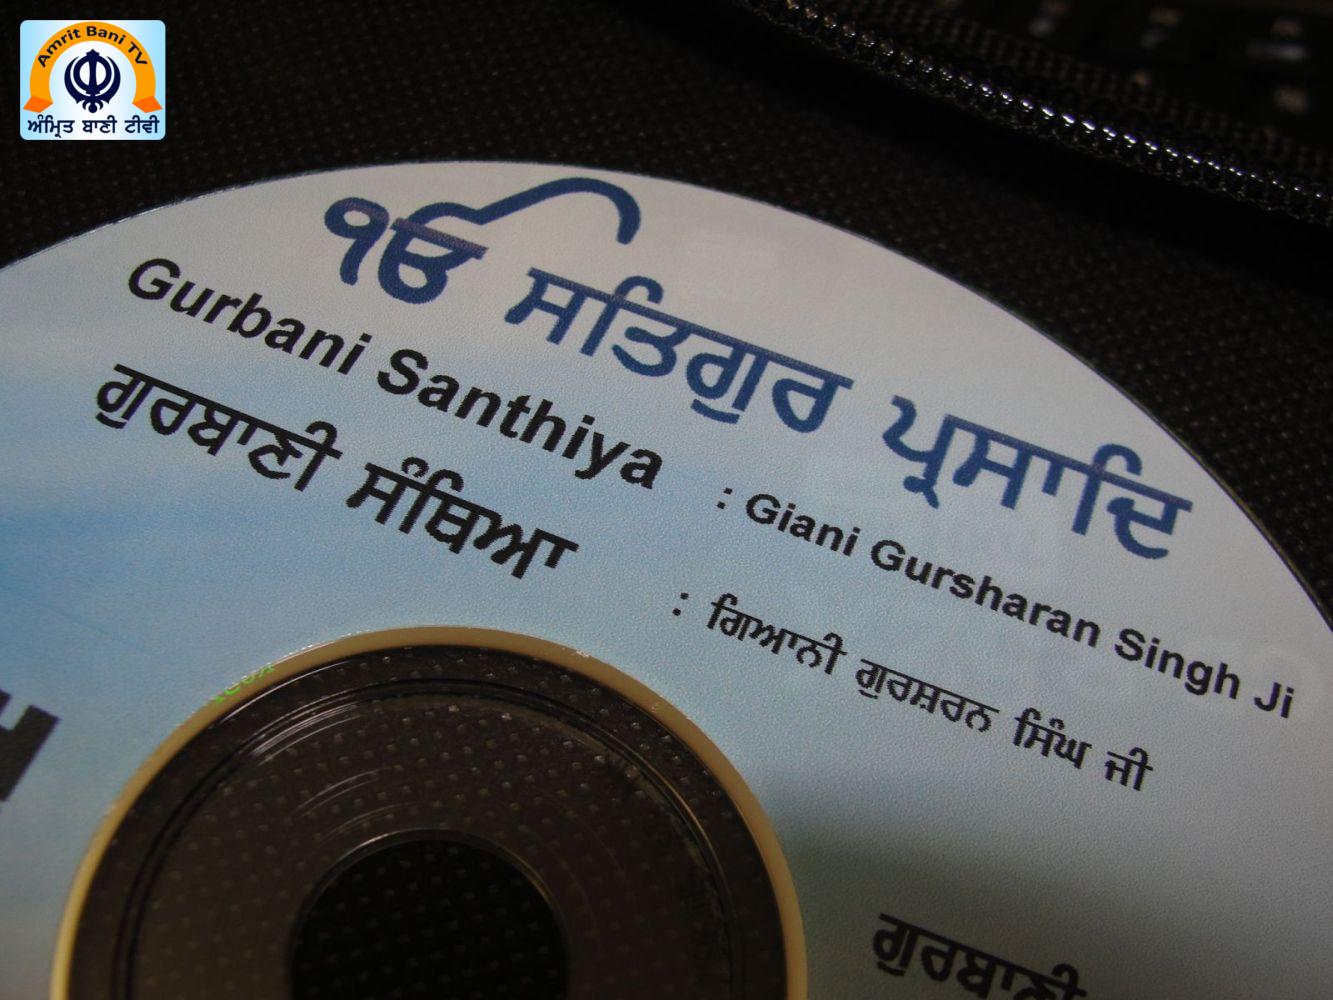 Amrit Bani TV
ਅੰਮ੍ਰਿਤ ਬਾਣੀ ਟੀਵੀ
ੴ ਸਤਿਗੁਰ ਪ੍ਰਸਾਦਿ
Gurbani Santhiya
: Giani Gursharan Singh Ji
ਗੁਰਬਾਣੀ ਸੰਥਿਆ
: ਗਿਆਨੀ ਗੁਰਸ਼ਰਨ ਸਿੰਘ ਜੀ
ਗੁਰਬਾਣੀ